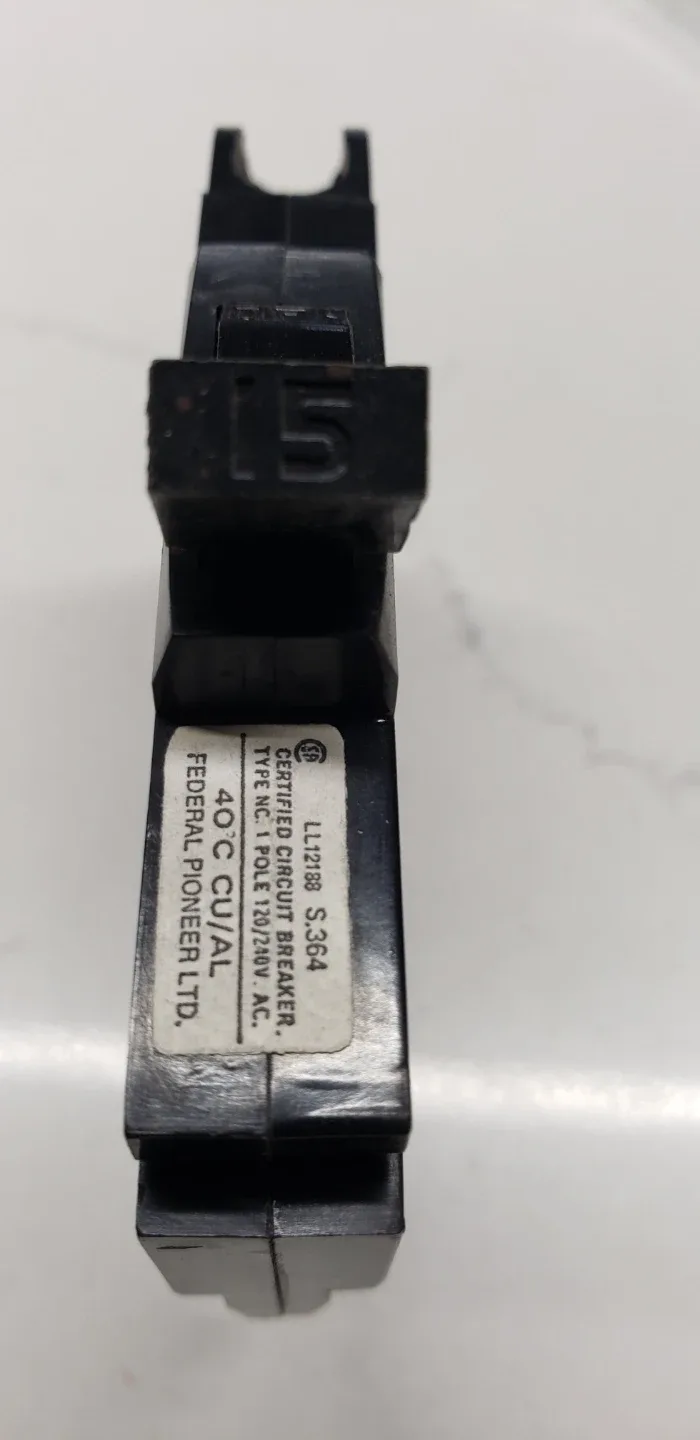 15
LL12188 S.364
CERTIFIED CIRCUIT BREAKER.
TYPE NC. 1 POLE 120/240V. AC.
40°C CU/AL
FEDERAL PIONEER LTD.